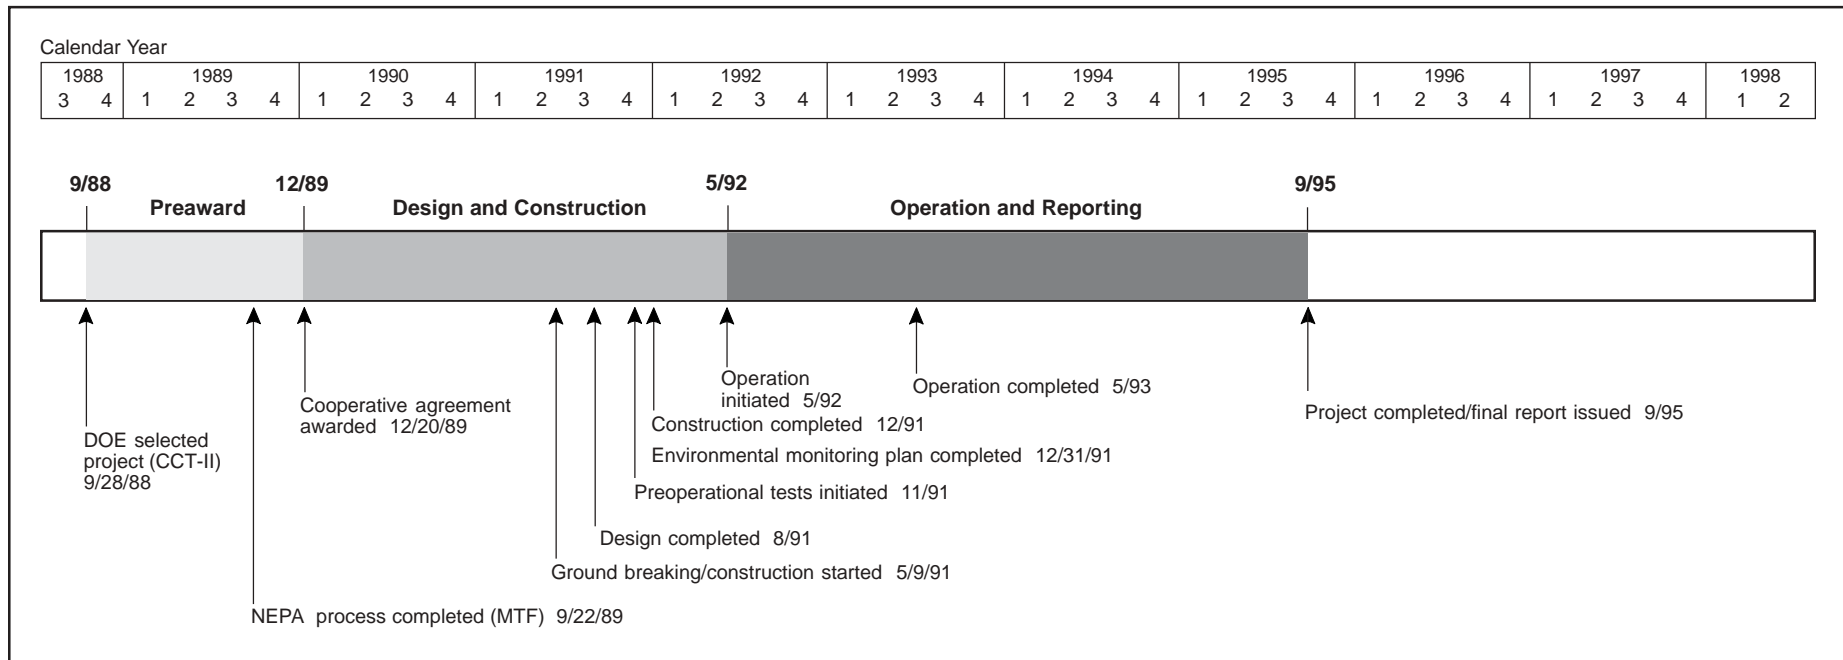 Calendar Year
1988 1989 1990 1991 1992 1993 1994 1995 1996 1997 1998
3 4 1 2 3 4 1 2 3 4 1 2 3 4 1 2 3 4 1 2 3 4 1 2 3 4 1 2 3 4 1 2 3 4 1 2 3 4 1 2
9/88 12/89 5/92 9/95
Preaward Design and Construction Operation and Reporting
Operation
initiated 5/92
Operation completed 5/93
Cooperative agreement
awarded 12/20/89
Project completed/final report issued 9/95
Construction completed 12/91
DOE selected
project (CCT-II)
9/28/88
Environmental monitoring plan completed 12/31/91
Preoperational tests initiated 11/91
Design completed 8/91
Ground breaking/construction started 5/9/91
NEPA process completed (MTF) 9/22/89